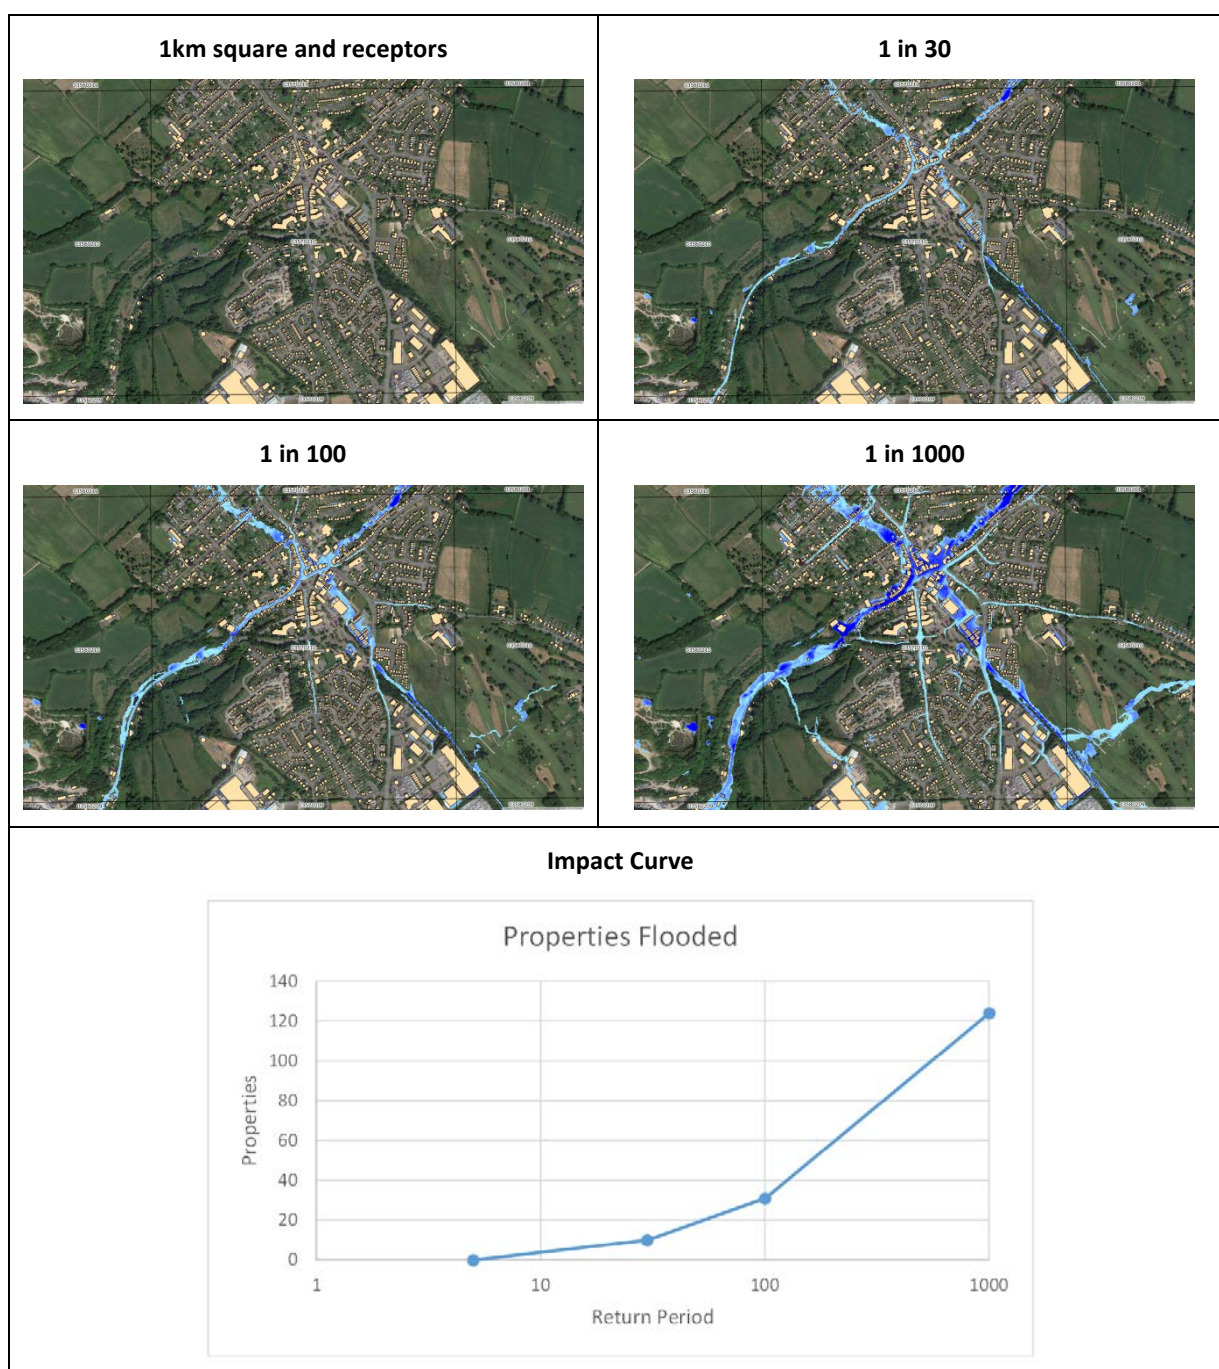 1km square and receptors
1 in 30
1 in 100
1 in 1000
Impact Curve
Properties Flooded
140
120
100
80
60
40
20
0
Properties
1
10
100
1000
Return Period